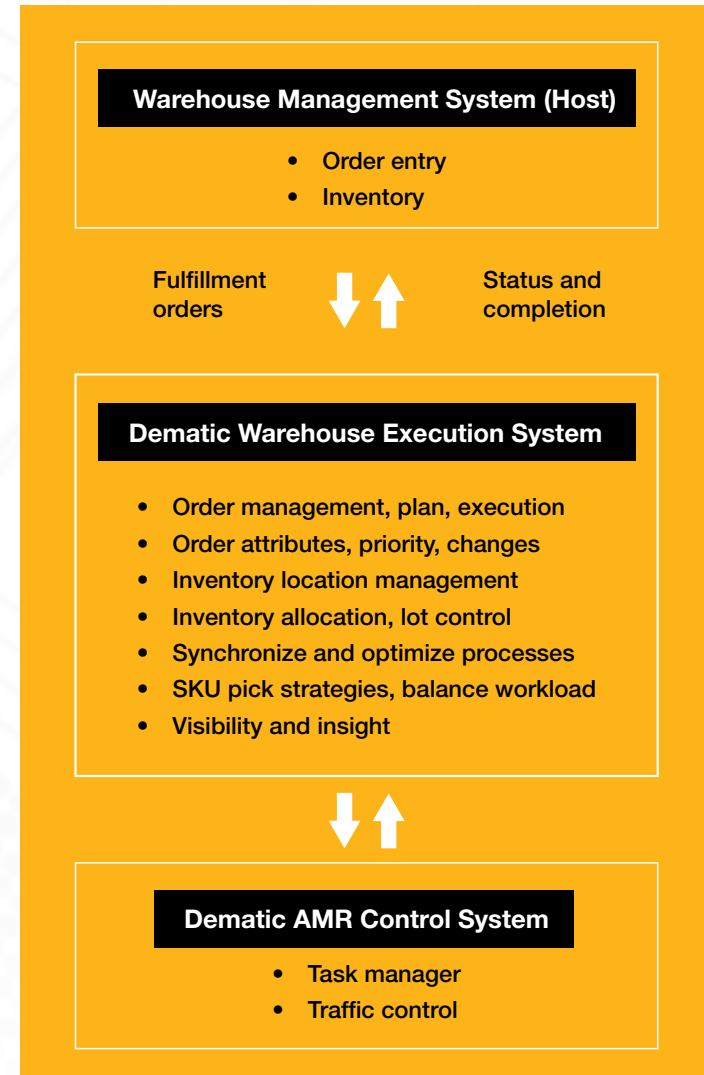 Warehouse Management System (Host)
• Order entry
• Inventory
Fulfillment
orders
Status and
completion
Dematic Warehouse Execution System
• Order management, plan, execution
• Order attributes, priority, changes
• Inventory location management
• Inventory allocation, lot control
• Synchronize and optimize processes
• SKU pick strategies, balance workload
• Visibility and insight
Dematic AMR Control System
• Task manager
• Traffic control